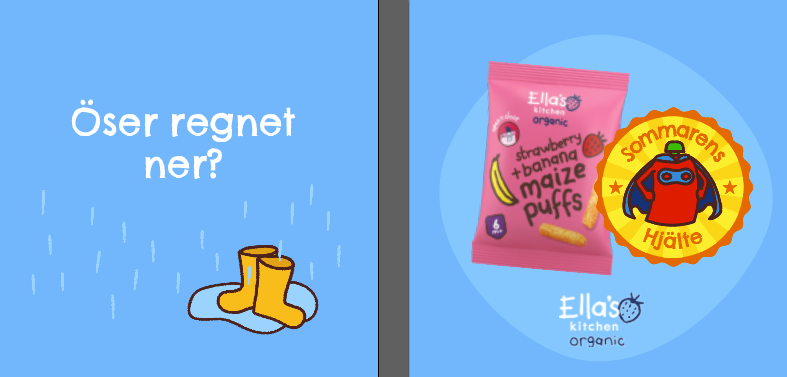 Öser regnet
ner?
Ella's
kitchen
organic
strawberry
+ banana
maize
puffs
6
Sommarens
Hjälte
Ella's
kitchen
organic